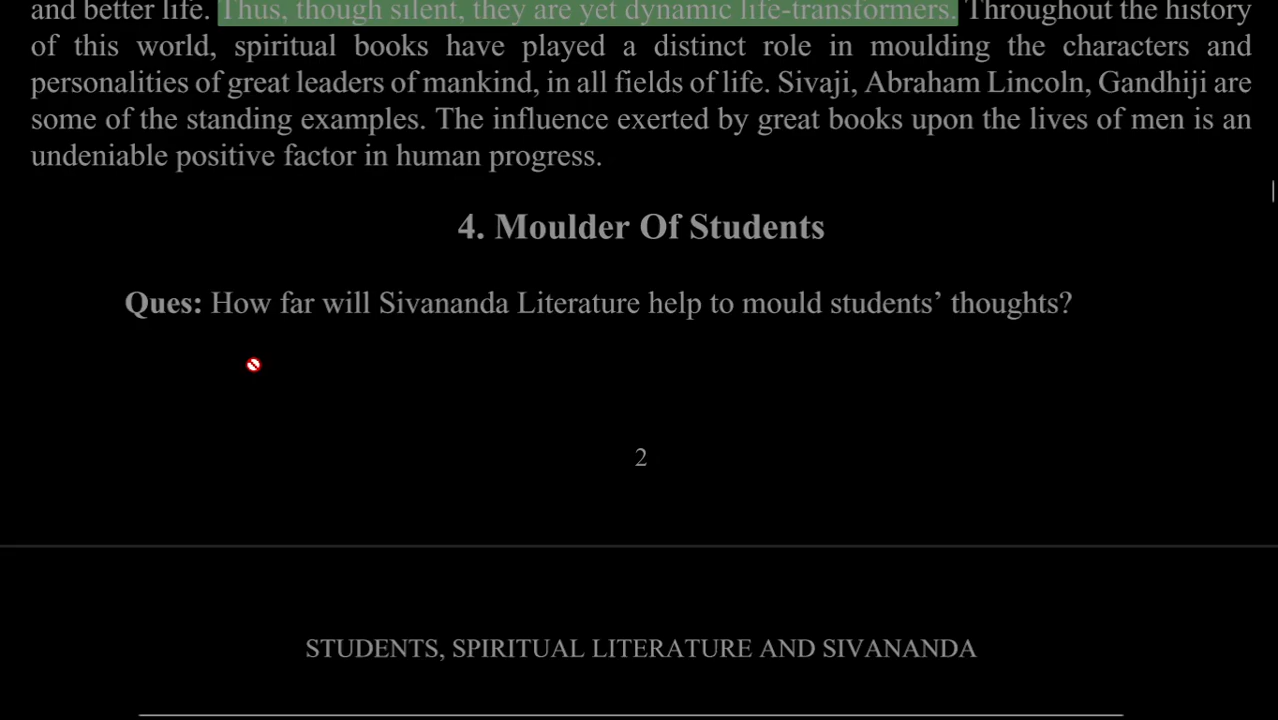 and better life. Thus, though silent, they are yet dynamic life-transformers. Throughout the history
of this world, spiritual books have played a distinct role in moulding the characters and
personalities of great leaders of mankind, in all fields of life. Sivaji, Abraham Lincoln, Gandhiji are
some of the standing examples. The influence exerted by great books upon the lives of men is an
undeniable positive factor in human progress.
4. Moulder Of Students
Ques: How far will Sivananda Literature help to mould students’ thoughts?
2
STUDENTS, SPIRITUAL LITERATURE AND SIVANANDA